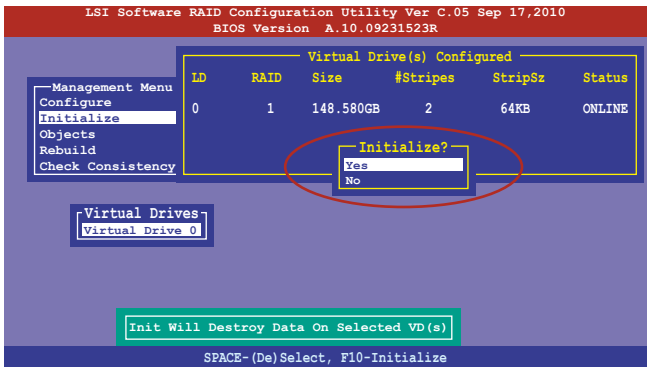 LSI Software RAID Configuration Utility Ver C.05 Sep 17,2010
BIOS Version A.10.09231523R
Virtual Drive(s) Configured
LD RAID Size #Stripes StripSz Status
0 1 148.580GB 2 64KB ONLINE
Management Menu
Configure
Initialize
Objects
Rebuild
Check Consistency
Initialize?
Yes
No
Virtual Drives
Virtual Drive 0
Init Will Destroy Data On Selected VD(s)
SPACE-(De)Select, F10-Initialize